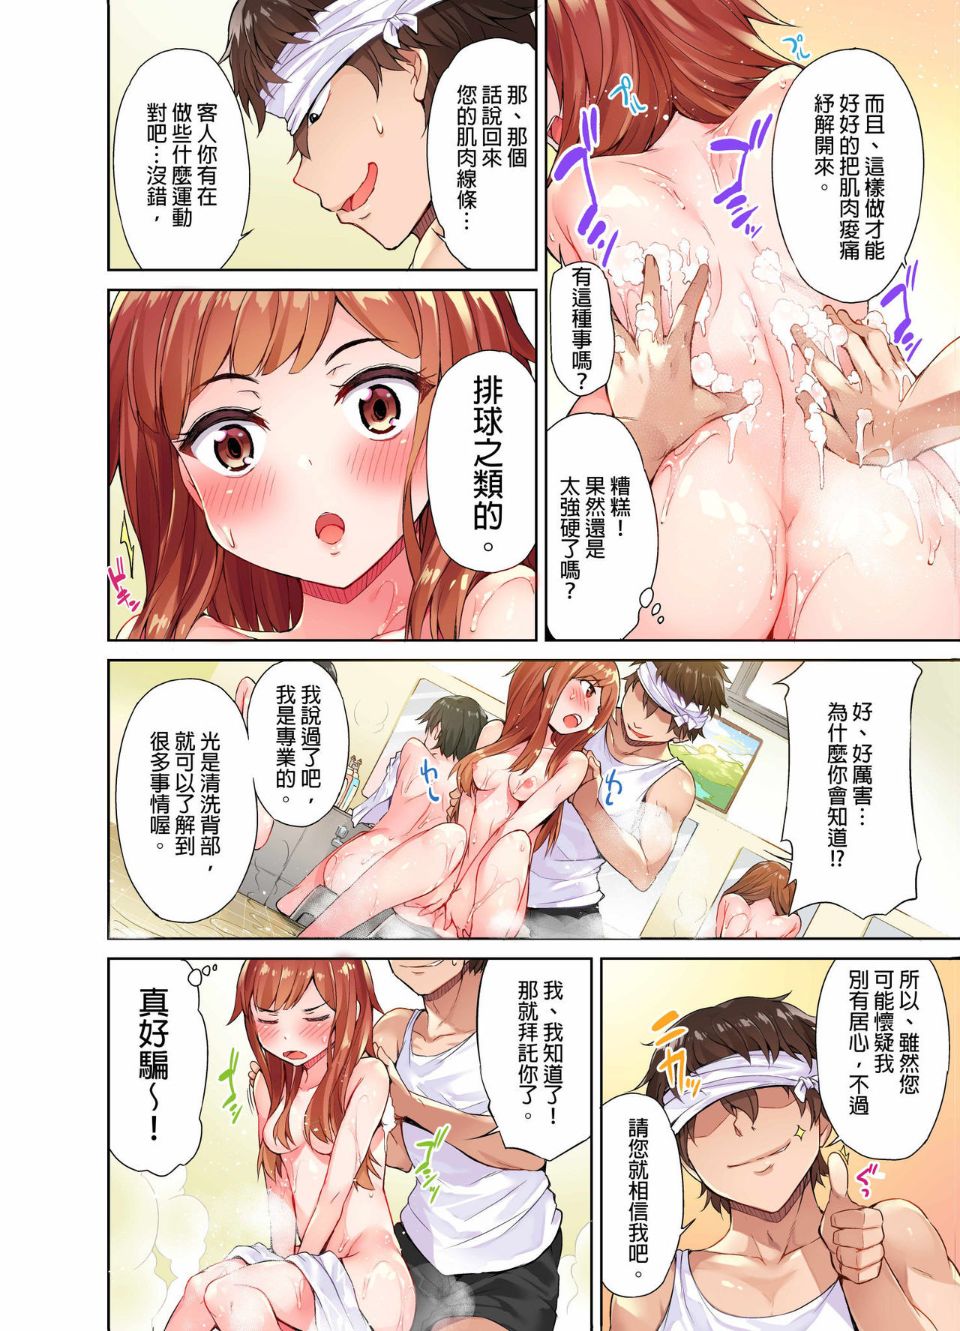 而且、這樣做才能
好好的把肌肉痠痛
紓解開來。
プル
プル
有這種事嗎？
糟糕！
果然還是
太強硬了嗎？
那、那個
話說回來
您的肌肉線條…
客人你有在
做些什麼運動
對吧…沒錯，
排球之類的。
ドキン
好、好厲害…
為什麼你會知道!?
我說過了吧，
我是專業的。
光是清洗背部，
就可以了解到
很多事情喔。
所以、雖然您
可能懷疑我
別有居心，不過
請您就相信我吧。
我、我知道了！
那就拜託你了。
真好騙～！